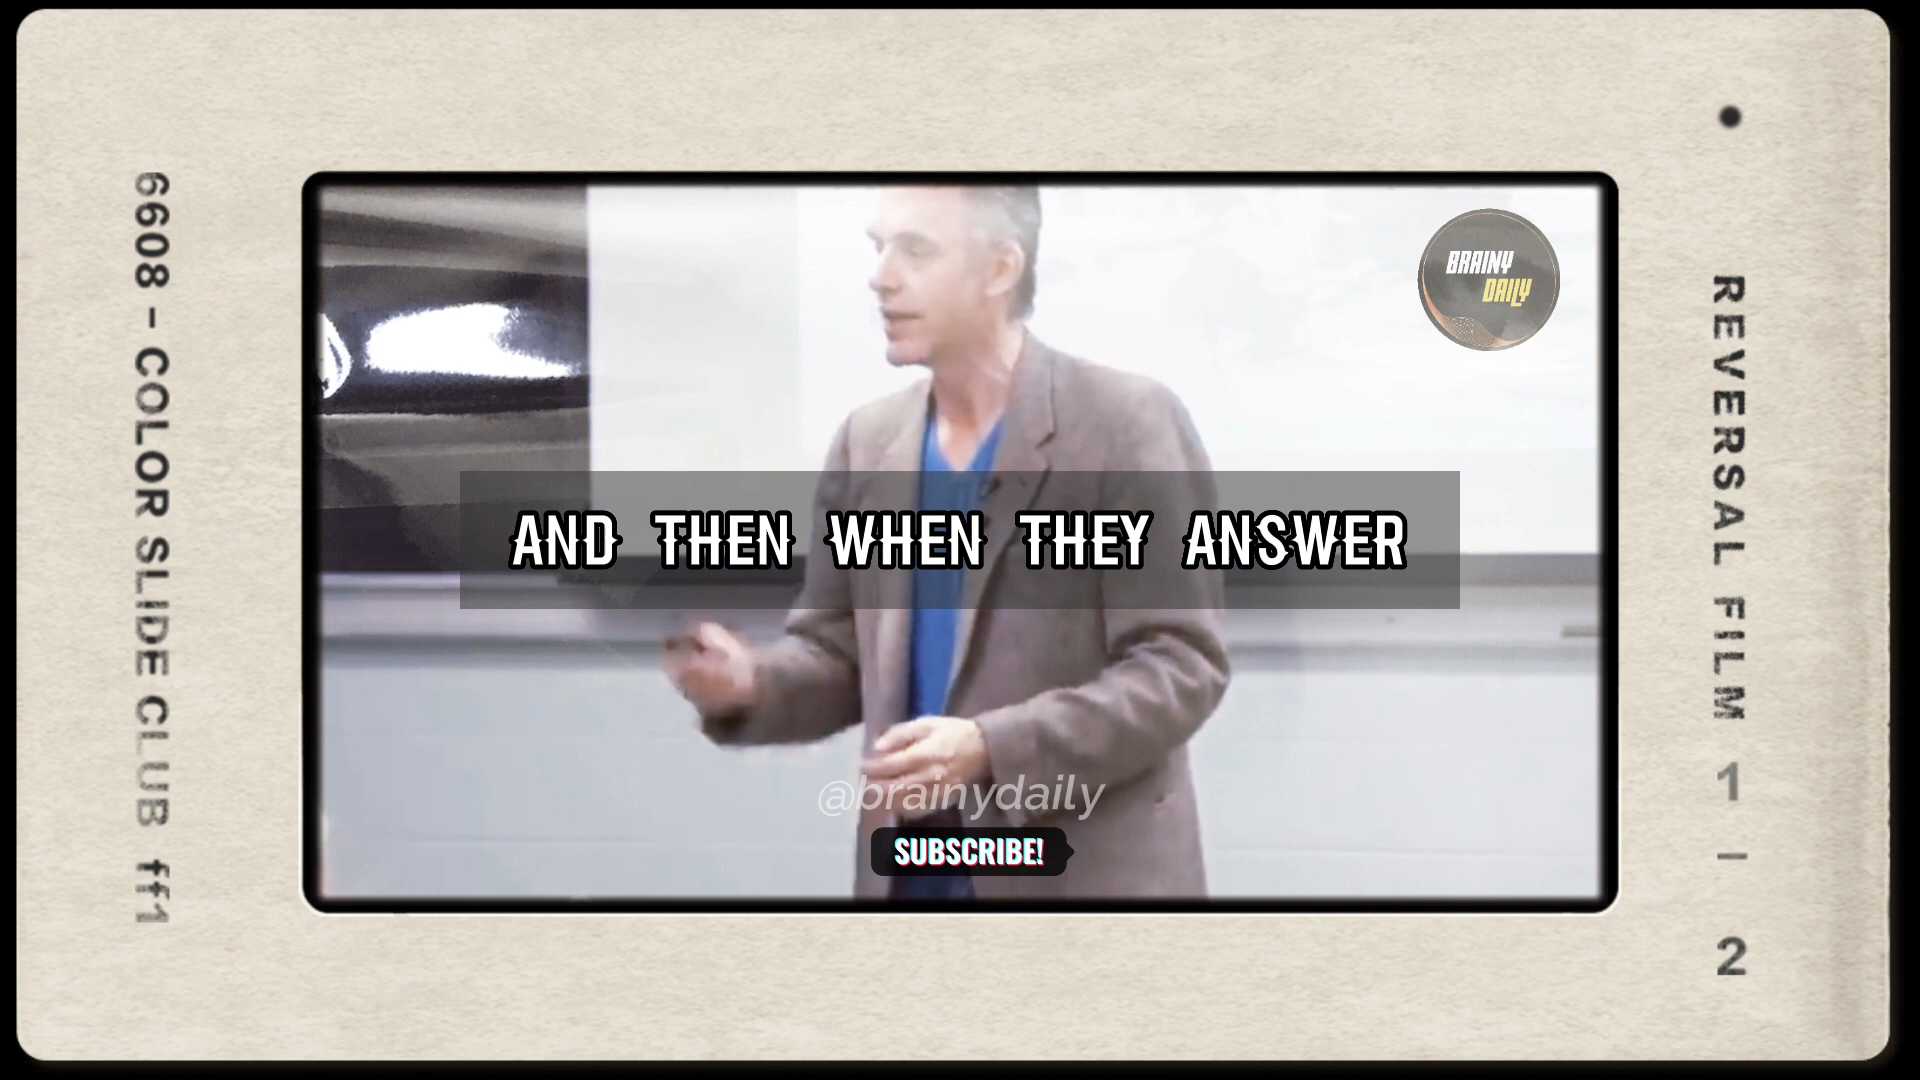 6608 - COLOR SLIDE CLUB ff1
BRAINY
DAILY
AND THEN WHEN THEY ANSWER
@brainydaily
SUBSCRIBE!
REVERSAL FILM 1 - 2